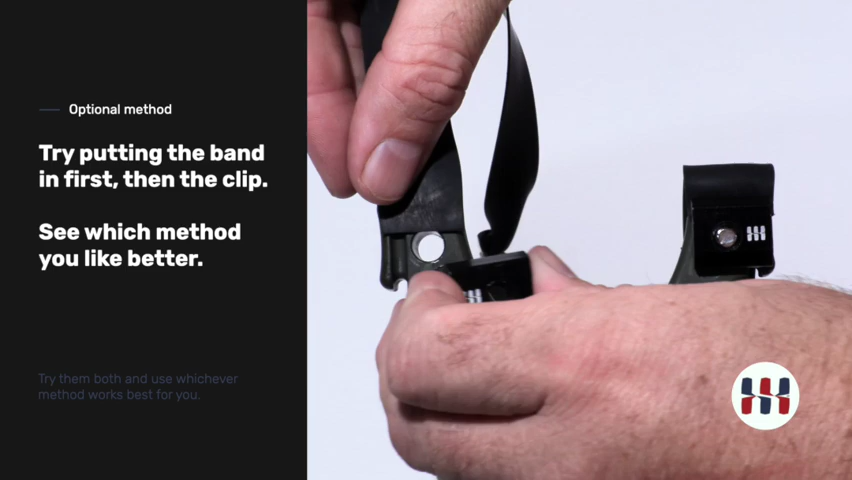 Optional method
Try putting the band
in first, then the clip.
See which method
you like better.
Try them both and use whichever
method works best for you.